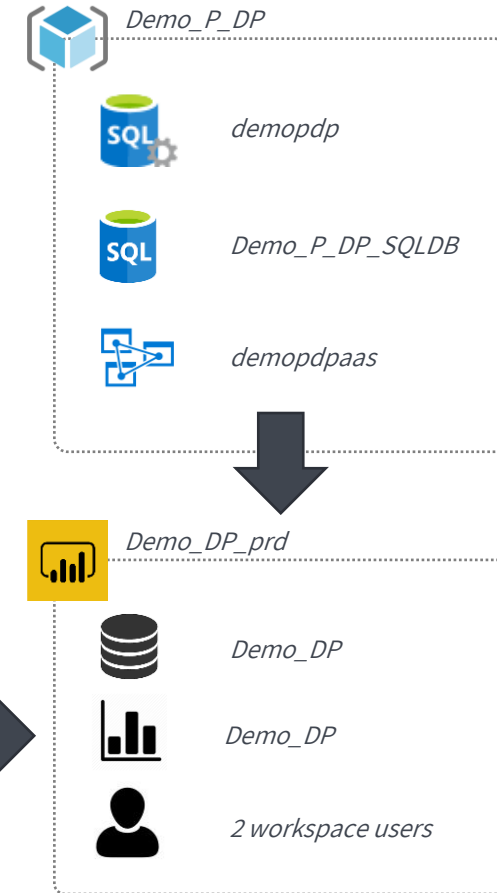 Demo_P_DP
SQL
demopdp
SQL
Demo_P_DP_SQLDB
demopdpaas
Demo_DP_prd
Demo_DP
Demo_DP
2 workspace users